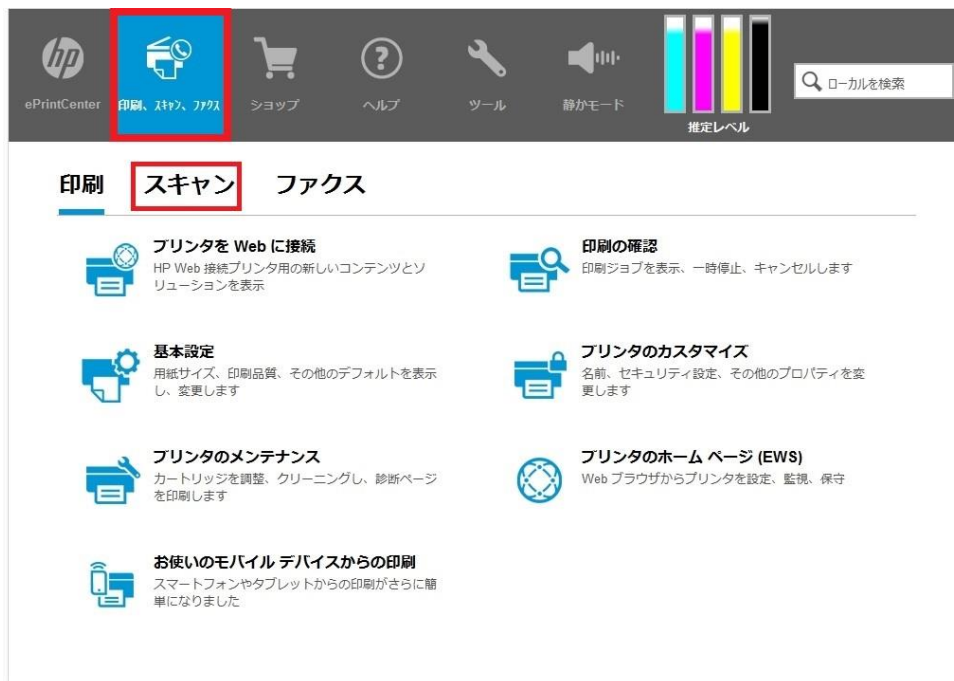 hp
ePrintCenter
印刷、スキャン、ファクス
ショップ
ヘルプ
ツール
静かモード
推定レベル
ローカルを検索
印刷 スキャン ファクス
プリンタを Web に接続
HP Web 接続プリンタ用の新しいコンテンツとソ
リューションを表示
印刷の確認
印刷ジョブを表示、一時停止、キャンセルします
基本設定
用紙サイズ、印刷品質、その他のデフォルトを表示
し、変更します
プリンタのカスタマイズ
名前、セキュリティ設定、その他のプロパティを変
更します
プリンタのメンテナンス
カートリッジを調整、クリーニングし、診断ページ
を印刷します
プリンタのホーム ページ (EWS)
Web ブラウザからプリンタを設定、監視、保守
お使いのモバイル デバイスからの印刷
スマートフォンやタブレットからの印刷がさらに簡
単になりました